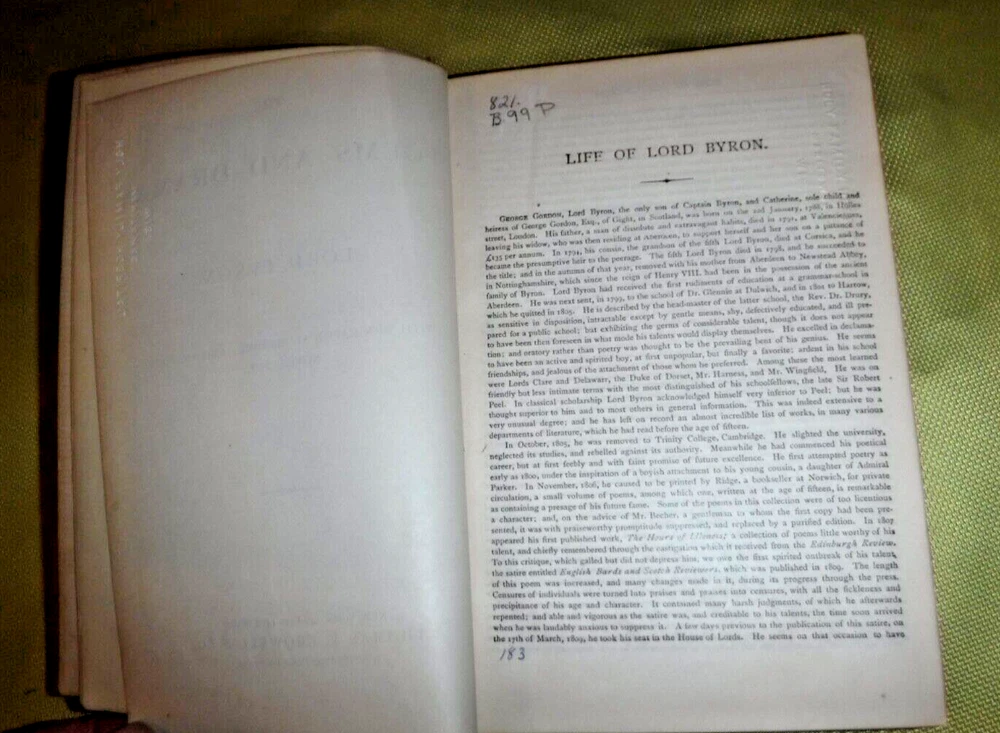 821.
B 99 P
LIFE OF LORD BYRON.
GEORGE GORDON, Lord Byron, the only son of Captain Byron, and Catherine, sole child and
heiress of George Gordon, Esq., of Gight, in Scotland, was born on the 22d January, 1788, in Holles
street, London. His father, a man of dissolute and extravagant habits, died in 1791, at Valenciennes,
leaving his widow, who was then residing at Aberdeen, to support herself and her son on a pittance of
£135 per annum. In 1794, his cousin, the grandson of the fifth Lord Byron, died at Corsica, and he
became the presumptive heir to the peerage. The fifth Lord Byron died in 1798, and he succeeded to
the title; and in the autumn of that year, removed with his mother from Aberdeen to Newstead Abbey,
in Nottinghamshire, which since the reign of Henry VIII. had been in the possession of the ancient
family of Byron. Lord Byron had received the first rudiments of education at a grammar-school in
Aberdeen. He was next sent, in 1799, to the school of Dr. Glennie at Dulwich, and in 1801 to Harrow,
which he quitted in 1805. He is described by the head-master of the latter school, the Rev. Dr. Drury,
as sensitive in disposition, intractable except by gentle means, shy, defectively educated, and ill pre-
pared for a public school; but exhibiting the germs of considerable talent, though it does not appear
to have been then foreseen in what mode his talents would display themselves. He excelled in declama-
tion; and oratory rather than poetry was thought to be the prevailing bent of his genius. He seems
to have been an active and spirited boy, at first unpopular, but finally a favorite; ardent in his school
friendships, and jealous of the attachment of those whom he preferred. Among these the most learned
were Lords Clare and Delawarr, the Duke of Dorset, Mr. Harness, and Mr. Wingfield. He was on
friendly but less intimate terms with the most distinguished of his schoolfellows, the late Sir Robert
Peel. In classical scholarship Lord Byron acknowledged himself very inferior to Peel; but he was
thought superior to him and to most others in general information. This was indeed extensive to a
very unusual degree; and he has left on record an almost incredible list of works, in many various
departments of literature, which he had read before the age of fifteen.
In October, 1805, he was removed to Trinity College, Cambridge. He slighted the university,
neglected its studies, and rebelled against its authority. Meanwhile he had commenced his poetical
career, but at first feebly and with faint promise of future excellence. He first attempted poetry as
early as 1800, under the inspiration of a boyish attachment to his young cousin, a daughter of Admiral
Parker. In November, 1806, he caused to be printed by Ridge, a bookseller at Norwich, for private
circulation, a small volume of poems, among which one, written at the age of fifteen, is remarkable
as containing a presage of his future fame. Some of the poems in this collection were of too licentious
a character; and, on the advice of Mr. Becher, a gentleman to whom the first copy had been pre-
sented, it was with praiseworthy promptitude suppressed, and replaced by a purified edition. In 1807
appeared his first published work, The Hours of Idleness; a collection of poems little worthy of his
talent, and chiefly remembered through the castigation which it received from the Edinburgh Review.
To this critique, which galled but did not depress him, we owe the first spirited outbreak of his talent,
the satire entitled English Bards and Scotch Reviewers, which was published in 1809. The length
of this poem was increased, and many changes made in it, during its progress through the press.
Censures of individuals were turned into praises and praises into censures, with all the fickleness and
precipitance of his age and character. It contained many harsh judgments, of which he afterwards
repented; and able and vigorous as the satire was, and creditable to his talents, the time soon arrived
when he was laudably anxious to suppress it. A few days previous to the publication of this satire, on
the 17th of March, 1809, he took his seat in the House of Lords. He seems on that occasion to have
183